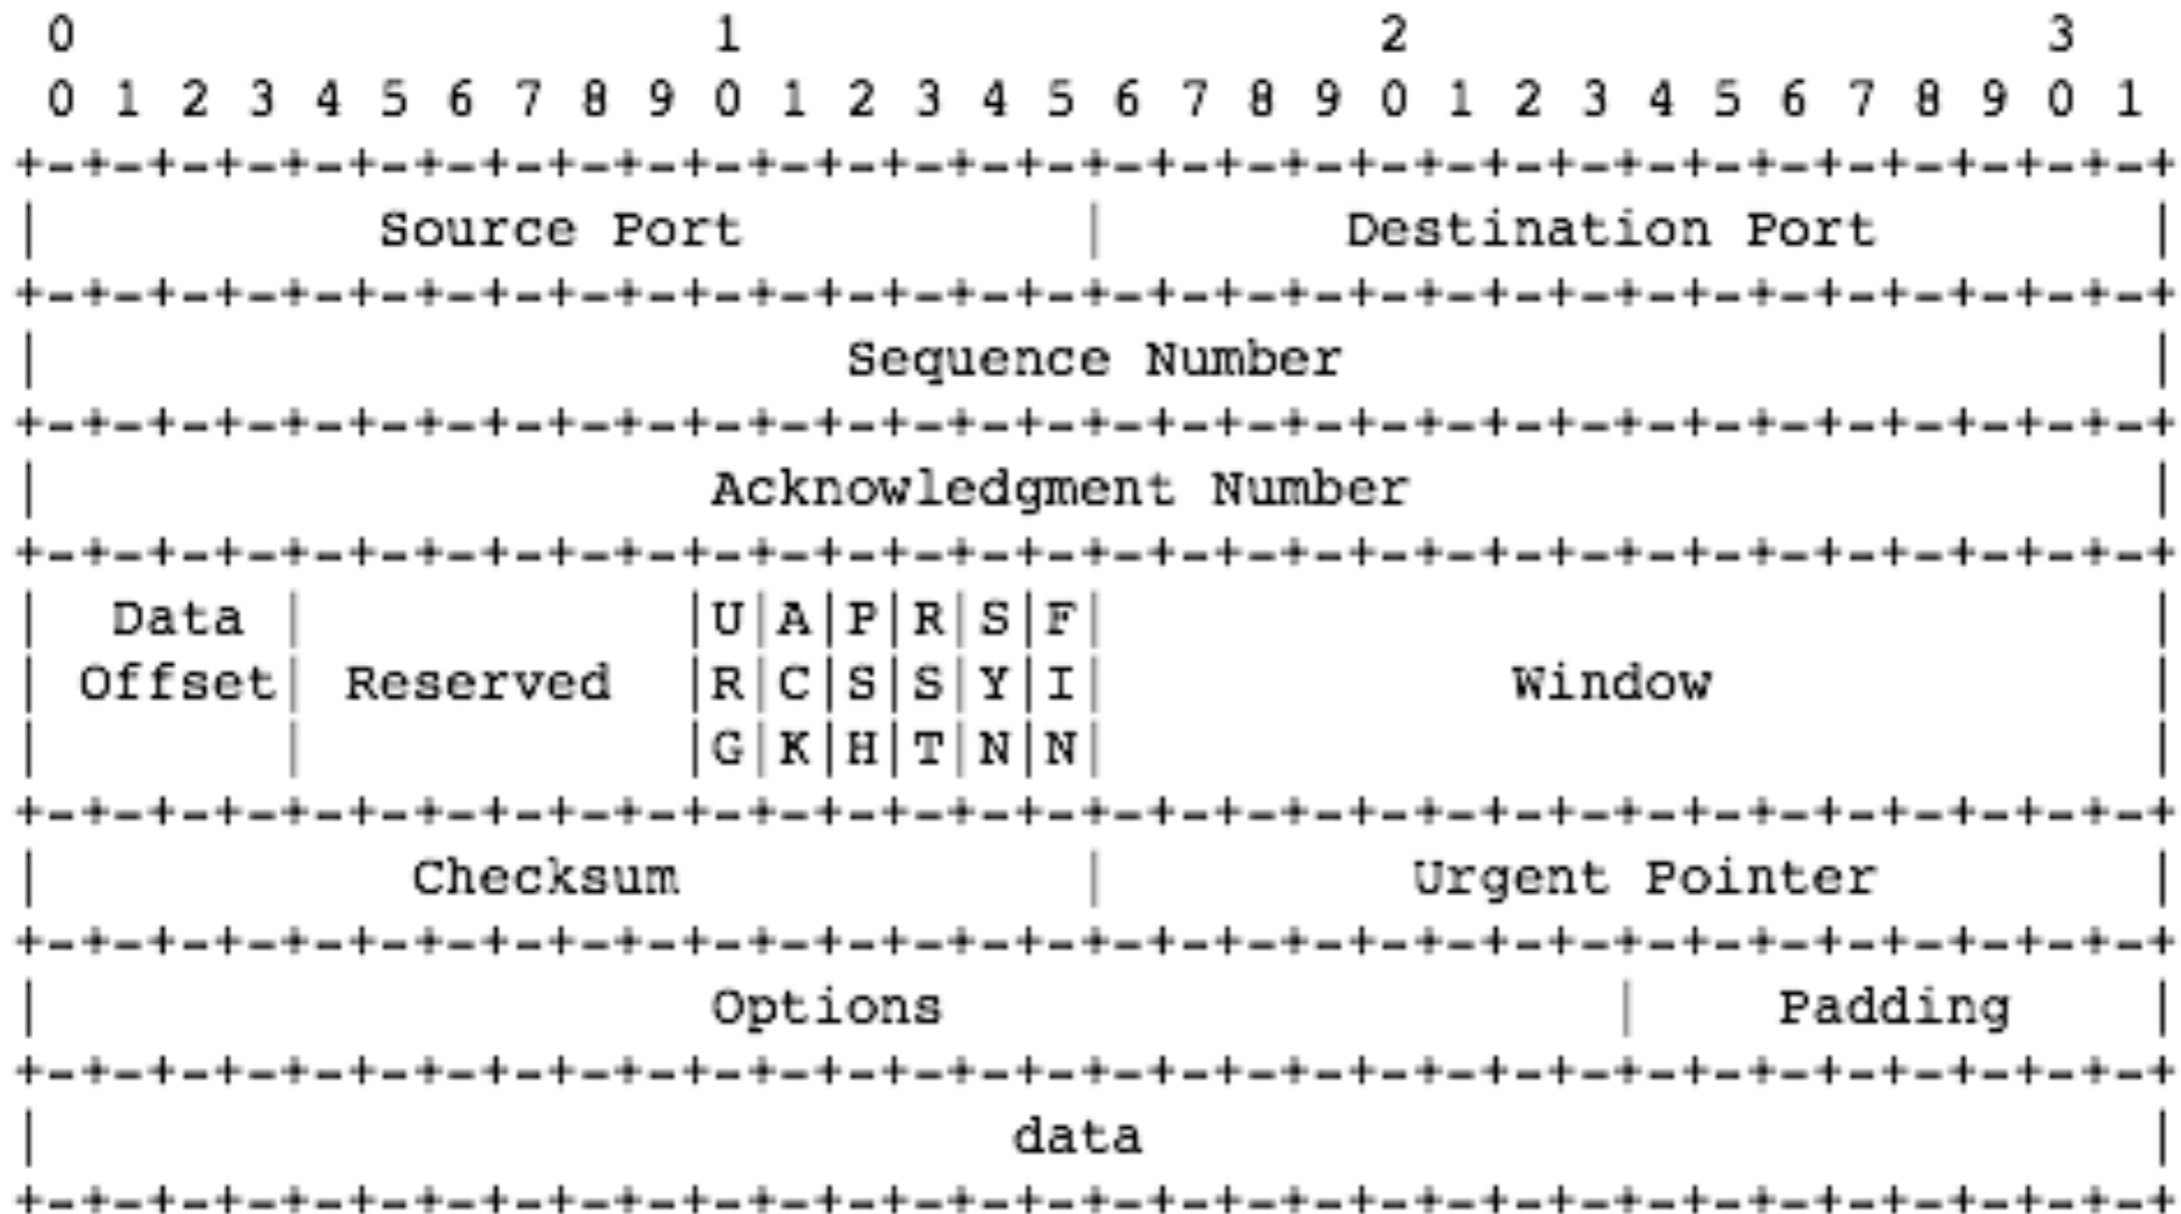 0                   1                   2                   3
 0 1 2 3 4 5 6 7 8 9 0 1 2 3 4 5 6 7 8 9 0 1 2 3 4 5 6 7 8 9 0 1
+-+-+-+-+-+-+-+-+-+-+-+-+-+-+-+-+-+-+-+-+-+-+-+-+-+-+-+-+-+-+-+-+
|          Source Port          |       Destination Port        |
+-+-+-+-+-+-+-+-+-+-+-+-+-+-+-+-+-+-+-+-+-+-+-+-+-+-+-+-+-+-+-+-+
|                        Sequence Number                        |
+-+-+-+-+-+-+-+-+-+-+-+-+-+-+-+-+-+-+-+-+-+-+-+-+-+-+-+-+-+-+-+-+
|                    Acknowledgment Number                      |
+-+-+-+-+-+-+-+-+-+-+-+-+-+-+-+-+-+-+-+-+-+-+-+-+-+-+-+-+-+-+-+-+
|  Data |           |U|A|P|R|S|F|                               |
| Offset| Reserved  |R|C|S|S|Y|I|            Window             |
|       |           |G|K|H|T|N|N|                               |
+-+-+-+-+-+-+-+-+-+-+-+-+-+-+-+-+-+-+-+-+-+-+-+-+-+-+-+-+-+-+-+-+
|           Checksum            |         Urgent Pointer        |
+-+-+-+-+-+-+-+-+-+-+-+-+-+-+-+-+-+-+-+-+-+-+-+-+-+-+-+-+-+-+-+-+
|                    Options                    |    Padding    |
+-+-+-+-+-+-+-+-+-+-+-+-+-+-+-+-+-+-+-+-+-+-+-+-+-+-+-+-+-+-+-+-+
|                             data                              |
+-+-+-+-+-+-+-+-+-+-+-+-+-+-+-+-+-+-+-+-+-+-+-+-+-+-+-+-+-+-+-+-+